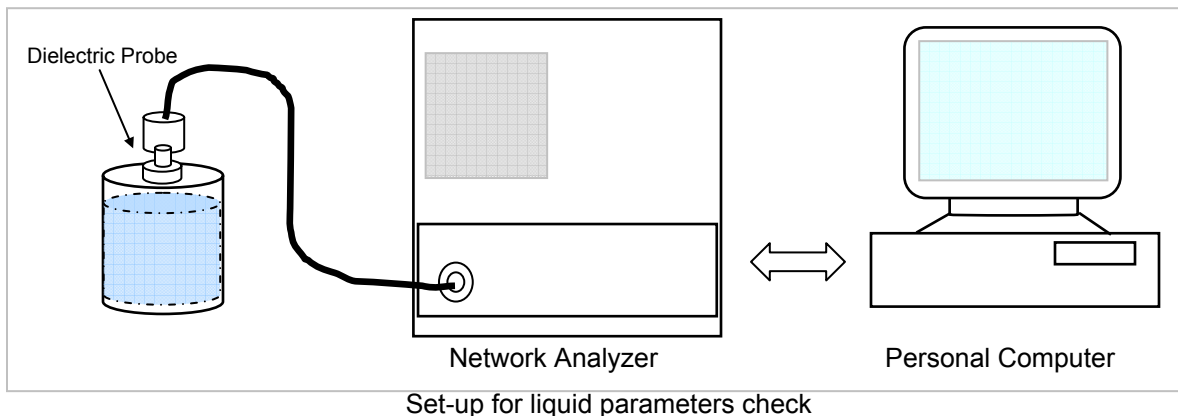 Dielectric Probe
Network Analyzer
Personal Computer
Set-up for liquid parameters check